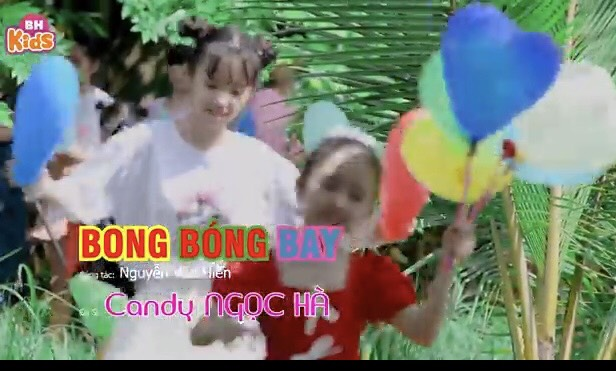 BH
Kids
BONG BÓNG BAY
Nguyễn Hiền
Candy NGỌC HÀ